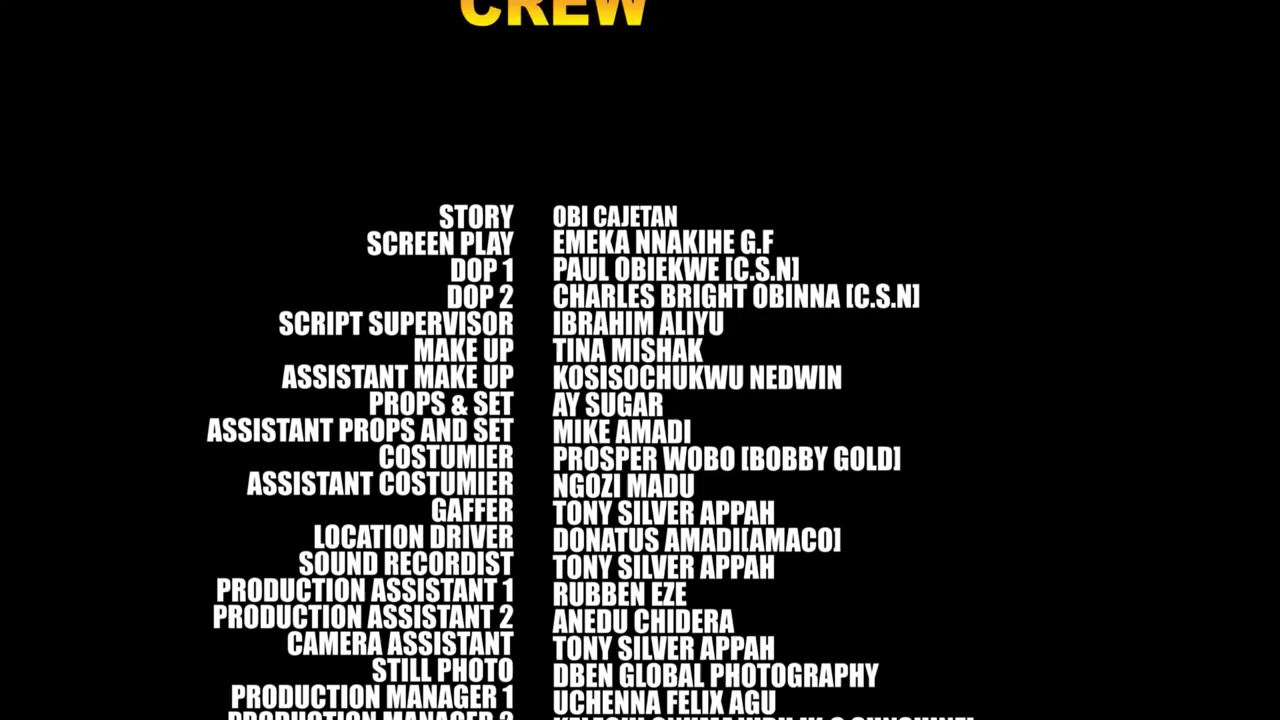 CREW
STORY OBI CAJETAN
SCREEN PLAY EMEKA NNAKIHE G.F
DOP 1 PAUL OBIEKWE [C.S.N]
DOP 2 CHARLES BRIGHT OBINNA [C.S.N]
SCRIPT SUPERVISOR IBRAHIM ALIYU
MAKE UP TINA MISHAK
ASSISTANT MAKE UP KOSISOCHUKWU NEDWIN
PROPS & SET AY SUGAR
ASSISTANT PROPS AND SET MIKE AMADI
COSTUMIER PROSPER WOBO [BOBBY GOLD]
ASSISTANT COSTUMIER NGOZI MADU
GAFFER TONY SILVER APPAH
LOCATION DRIVER DONATUS AMADI[AMACO]
SOUND RECORDIST TONY SILVER APPAH
PRODUCTION ASSISTANT 1 RUBBEN EZE
PRODUCTION ASSISTANT 2 ANEDU CHIDERA
CAMERA ASSISTANT TONY SILVER APPAH
STILL PHOTO DBEN GLOBAL PHOTOGRAPHY
PRODUCTION MANAGER 1 UCHENNA FELIX AGU
PRODUCTION MANAGER 2